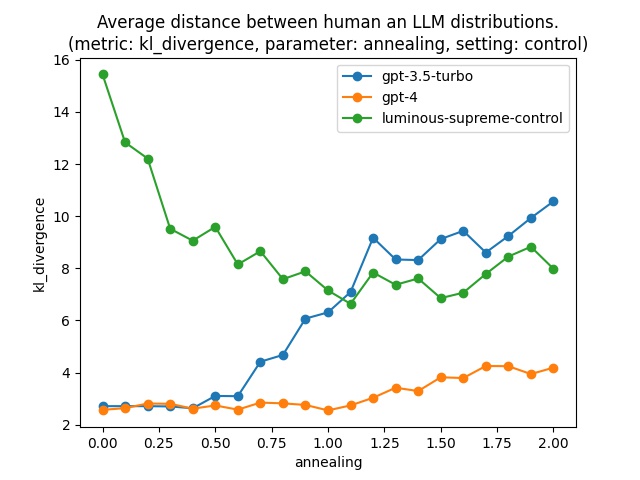 Average distance between human an LLM distributions.
(metric: kl_divergence, parameter: annealing, setting: control)
gpt-3.5-turbo
gpt-4
luminous-supreme-control
kl_divergence
16
14
12
10
8
6
4
2
0.00 0.25 0.50 0.75 1.00 1.25 1.50 1.75 2.00
annealing